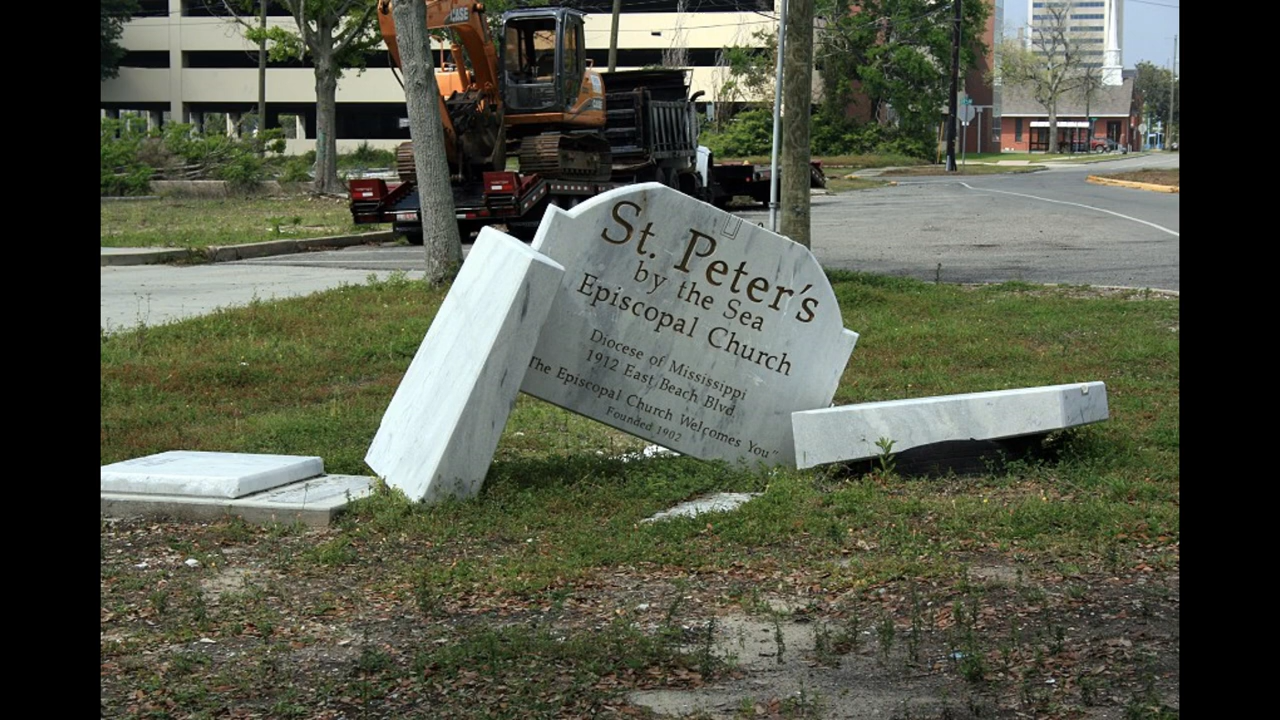 CASE
St. Peter's
by the Sea
Episcopal Church
Diocese of Mississippi
1912 East Beach Blvd.
The Episcopal Church Welcomes You"
Founded 1902